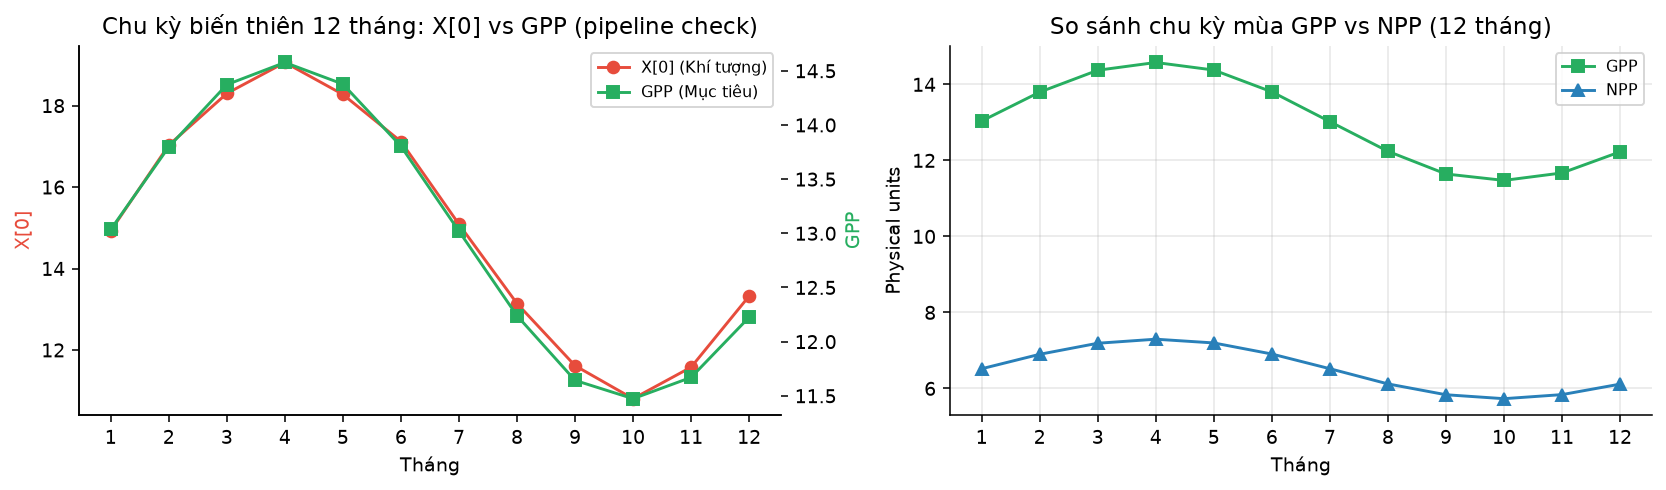 Chu kỳ biến thiên 12 tháng: X[0] vs GPP (pipeline check)
X[0] (Khí tượng)
GPP (Mục tiêu)
X[0]
18
16
14
12
GPP
14.5
14.0
13.5
13.0
12.5
12.0
11.5
1 2 3 4 5 6 7 8 9 10 11 12
Tháng
So sánh chu kỳ mùa GPP vs NPP (12 tháng)
GPP
NPP
Physical units
14
12
10
8
6
1 2 3 4 5 6 7 8 9 10 11 12
Tháng